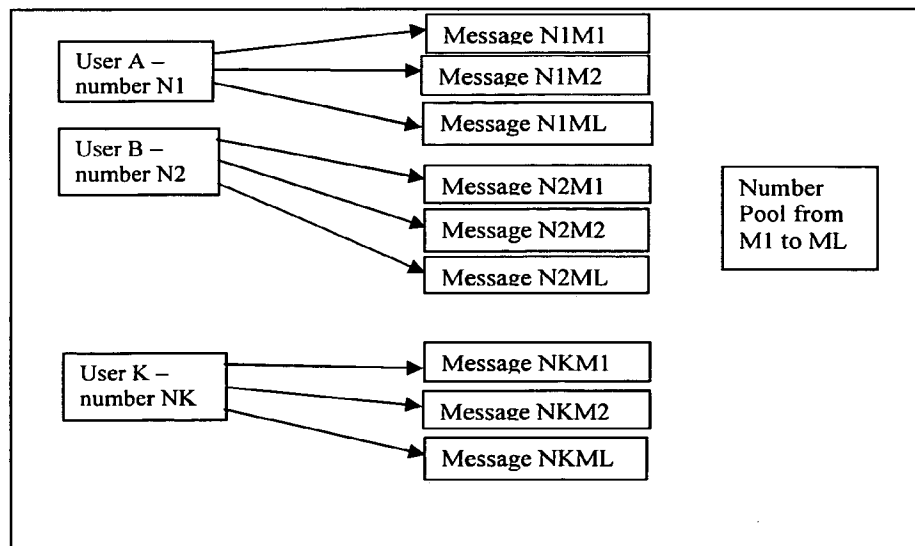 User A –
number N1
Message N1M1
Message N1M2
Message N1ML
User B –
number N2
Message N2M1
Message N2M2
Message N2ML
Number
Pool from
M1 to ML
User K –
number NK
Message NKM1
Message NKM2
Message NKML